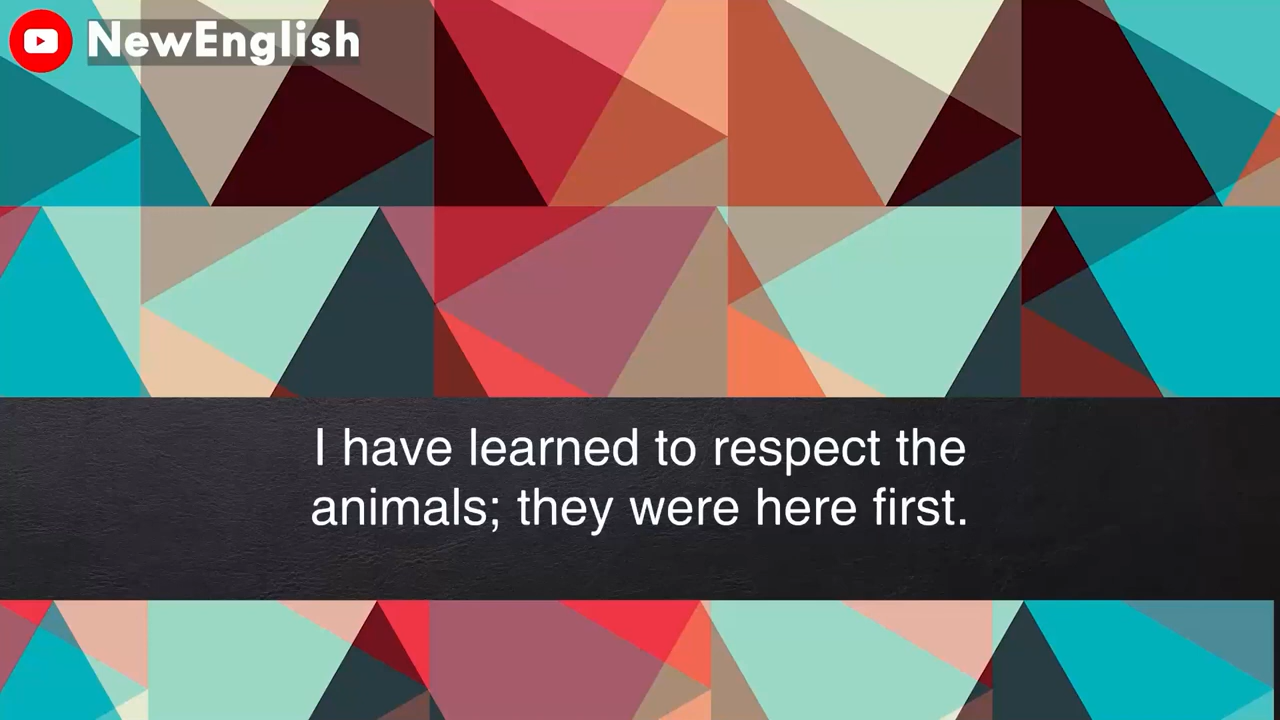 NewEnglish
I have learned to respect the
animals; they were here first.